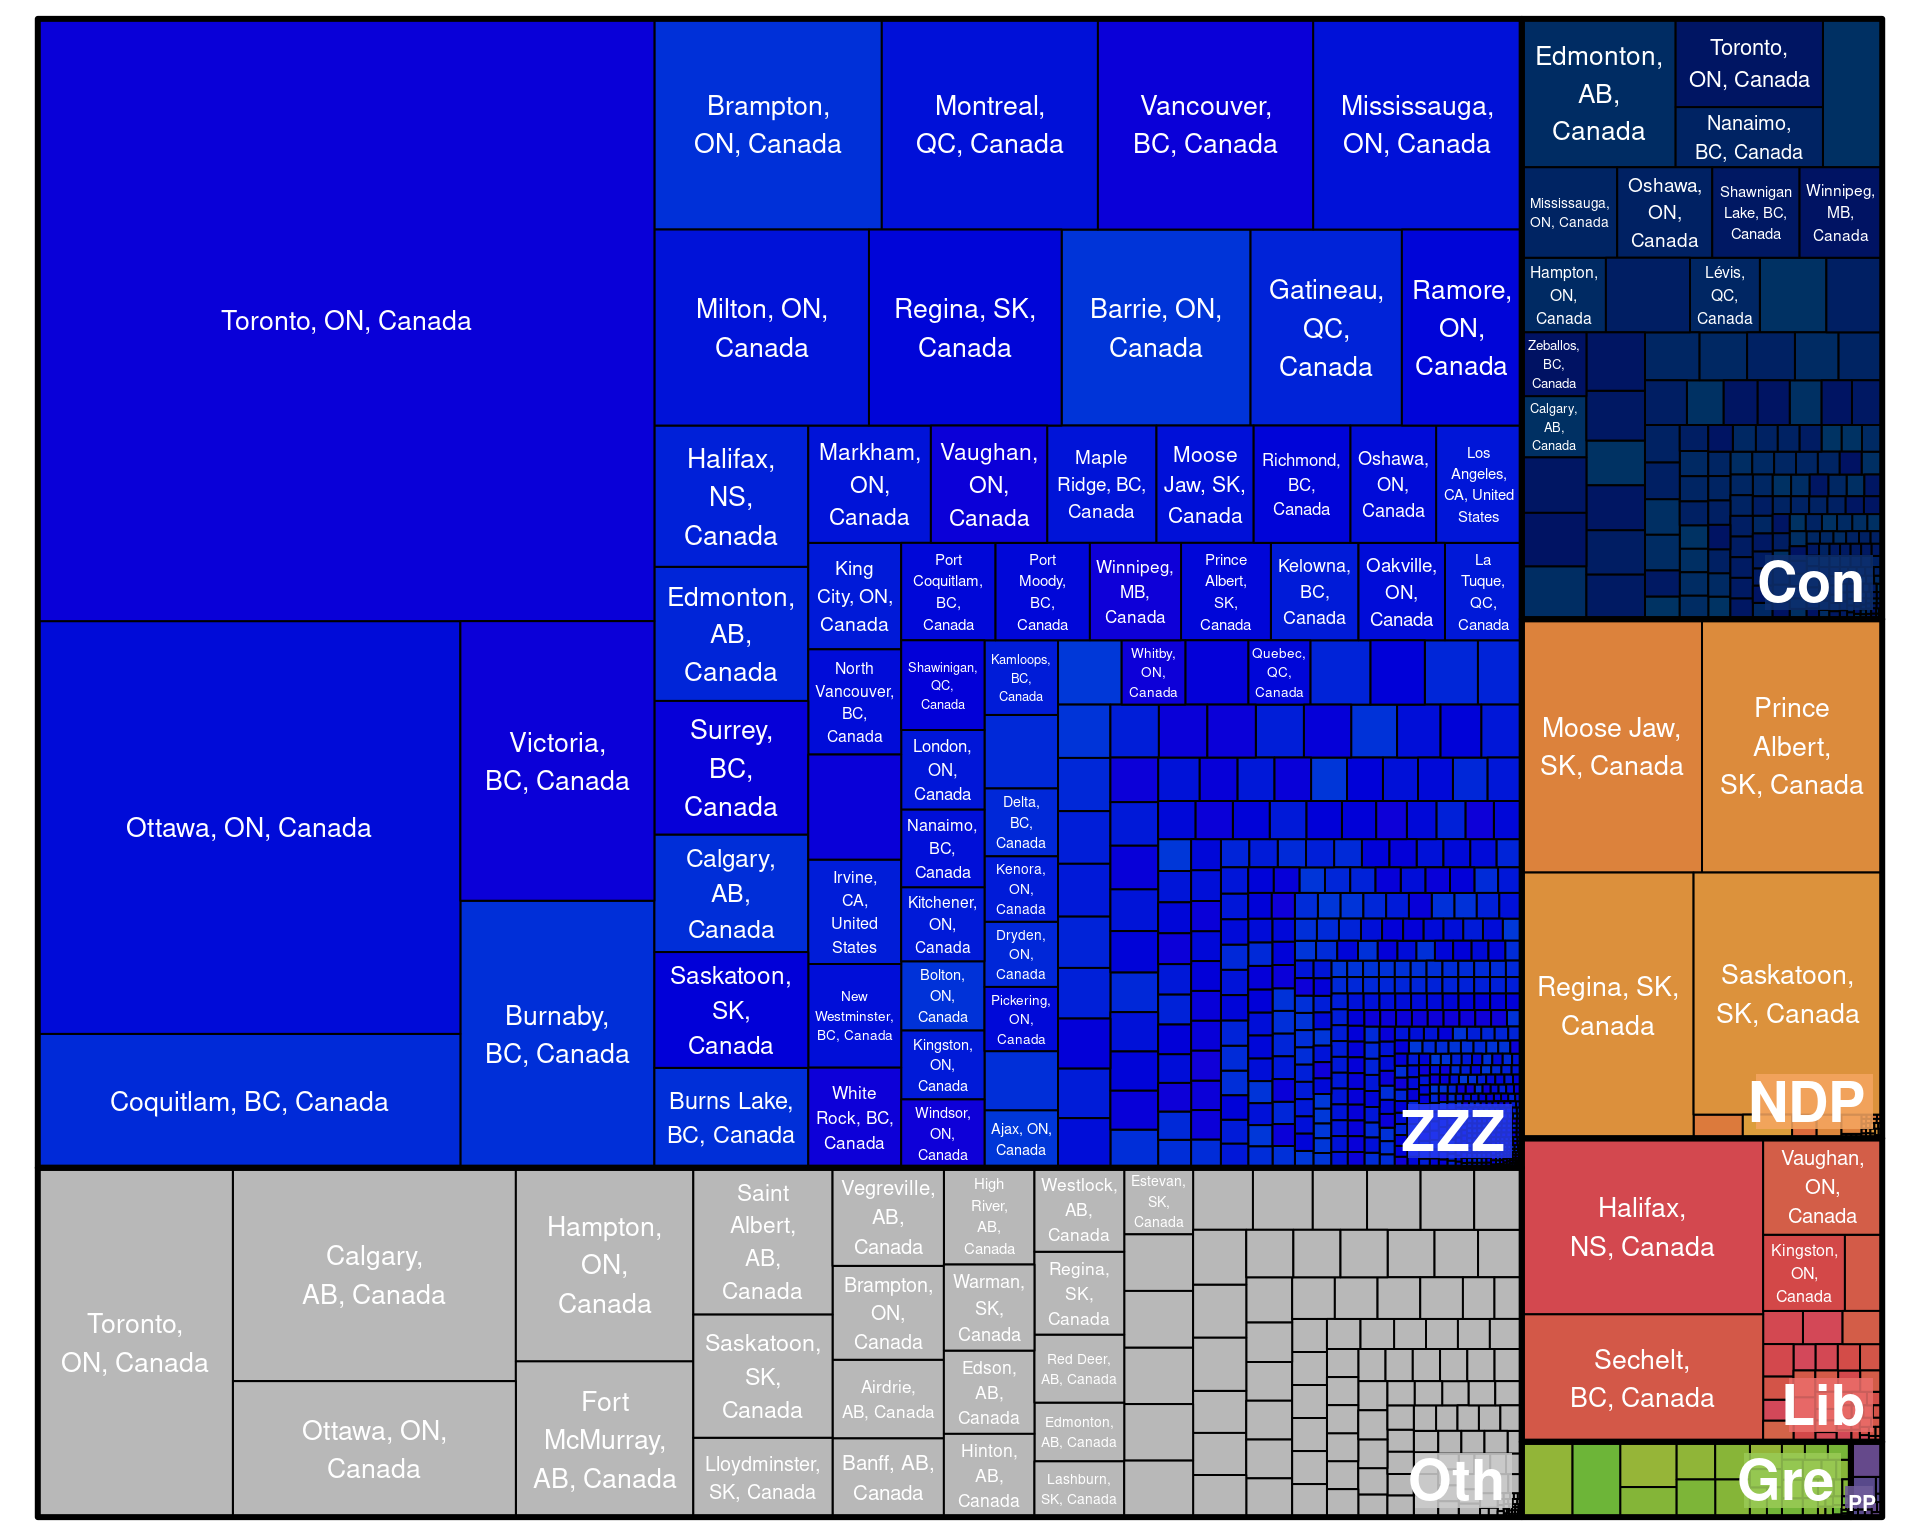 Toronto, ON, Canada
Ottawa, ON, Canada
Coquitlam, BC, Canada
Victoria,
BC, Canada
Burnaby,
BC, Canada
Brampton,
ON, Canada
Montreal,
QC, Canada
Vancouver,
BC, Canada
Mississauga,
ON, Canada
Milton, ON,
Canada
Regina, SK,
Canada
Barrie, ON,
Canada
Gatineau,
QC,
Canada
Ramore,
ON,
Canada
Halifax,
NS,
Canada
Edmonton,
AB,
Canada
Surrey,
BC,
Canada
Calgary,
AB,
Canada
Saskatoon,
SK,
Canada
Burns Lake,
BC, Canada
Markham,
ON,
Canada
Vaughan,
ON,
Canada
Maple
Ridge, BC,
Canada
Moose
Jaw, SK,
Canada
Richmond,
BC,
Canada
Oshawa,
ON,
Canada
Los
Angeles,
CA, United
States
King
City, ON,
Canada
North
Vancouver,
BC,
Canada
Irvine,
CA,
United
States
New
Westminster,
BC, Canada
White
Rock, BC,
Canada
Port
Coquitlam,
BC,
Canada
Port
Moody,
BC,
Canada
Winnipeg,
MB,
Canada
Prince
Albert,
SK,
Canada
Kelowna,
BC,
Canada
Oakville,
ON,
Canada
La
Tuque,
QC,
Canada
Shawinigan,
QC,
Canada
London,
ON,
Canada
Nanaimo,
BC,
Canada
Kitchener,
ON,
Canada
Bolton,
ON,
Canada
Kingston,
ON,
Canada
Windsor,
ON,
Canada
Kamloops,
BC,
Canada
Delta,
BC,
Canada
Kenora,
ON,
Canada
Dryden,
ON,
Canada
Pickering,
ON,
Canada
Ajax, ON,
Canada
Whitby,
ON,
Canada
Quebec,
QC,
Canada
ZZZ
Edmonton,
AB,
Canada
Toronto,
ON, Canada
Nanaimo,
BC, Canada
Mississauga,
ON, Canada
Oshawa,
ON,
Canada
Shawnigan
Lake, BC,
Canada
Winnipeg,
MB,
Canada
Hampton,
ON,
Canada
Lévis,
QC,
Canada
Zeballos,
BC,
Canada
Calgary,
AB,
Canada
Con
Moose Jaw,
SK, Canada
Prince
Albert,
SK, Canada
Regina, SK,
Canada
Saskatoon,
SK, Canada
NDP
Halifax,
NS, Canada
Sechelt,
BC, Canada
Vaughan,
ON,
Canada
Kingston,
ON,
Canada
Lib
Gre
PP
Toronto,
ON, Canada
Calgary,
AB, Canada
Ottawa, ON,
Canada
Hampton,
ON,
Canada
Fort
McMurray,
AB, Canada
Saint
Albert,
AB,
Canada
Saskatoon,
SK,
Canada
Lloydminster,
SK, Canada
Vegreville,
AB,
Canada
Brampton,
ON,
Canada
Airdrie,
AB, Canada
Banff, AB,
Canada
High
River,
AB,
Canada
Warman,
SK,
Canada
Edson,
AB,
Canada
Hinton,
AB,
Canada
Westlock,
AB,
Canada
Regina,
SK,
Canada
Red Deer,
AB, Canada
Edmonton,
AB, Canada
Lashburn,
SK, Canada
Estevan,
SK,
Canada
Oth